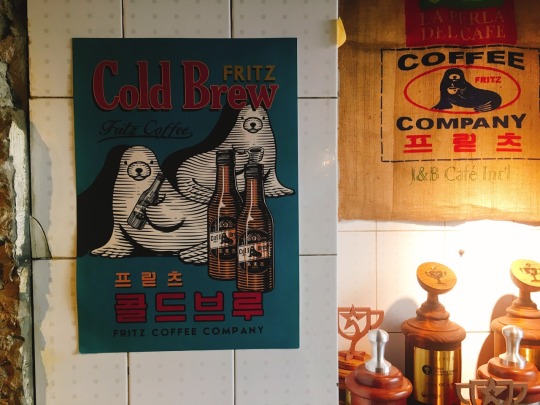 FRITZ
Cold Brew
Fritz Coffee
프릳츠
콜드브루
FRITZ COFFEE COMPANY
LA PERLA
DEL CAFE
COFFEE
FRITZ
COMPANY
프릳츠
J&B Café Int'l